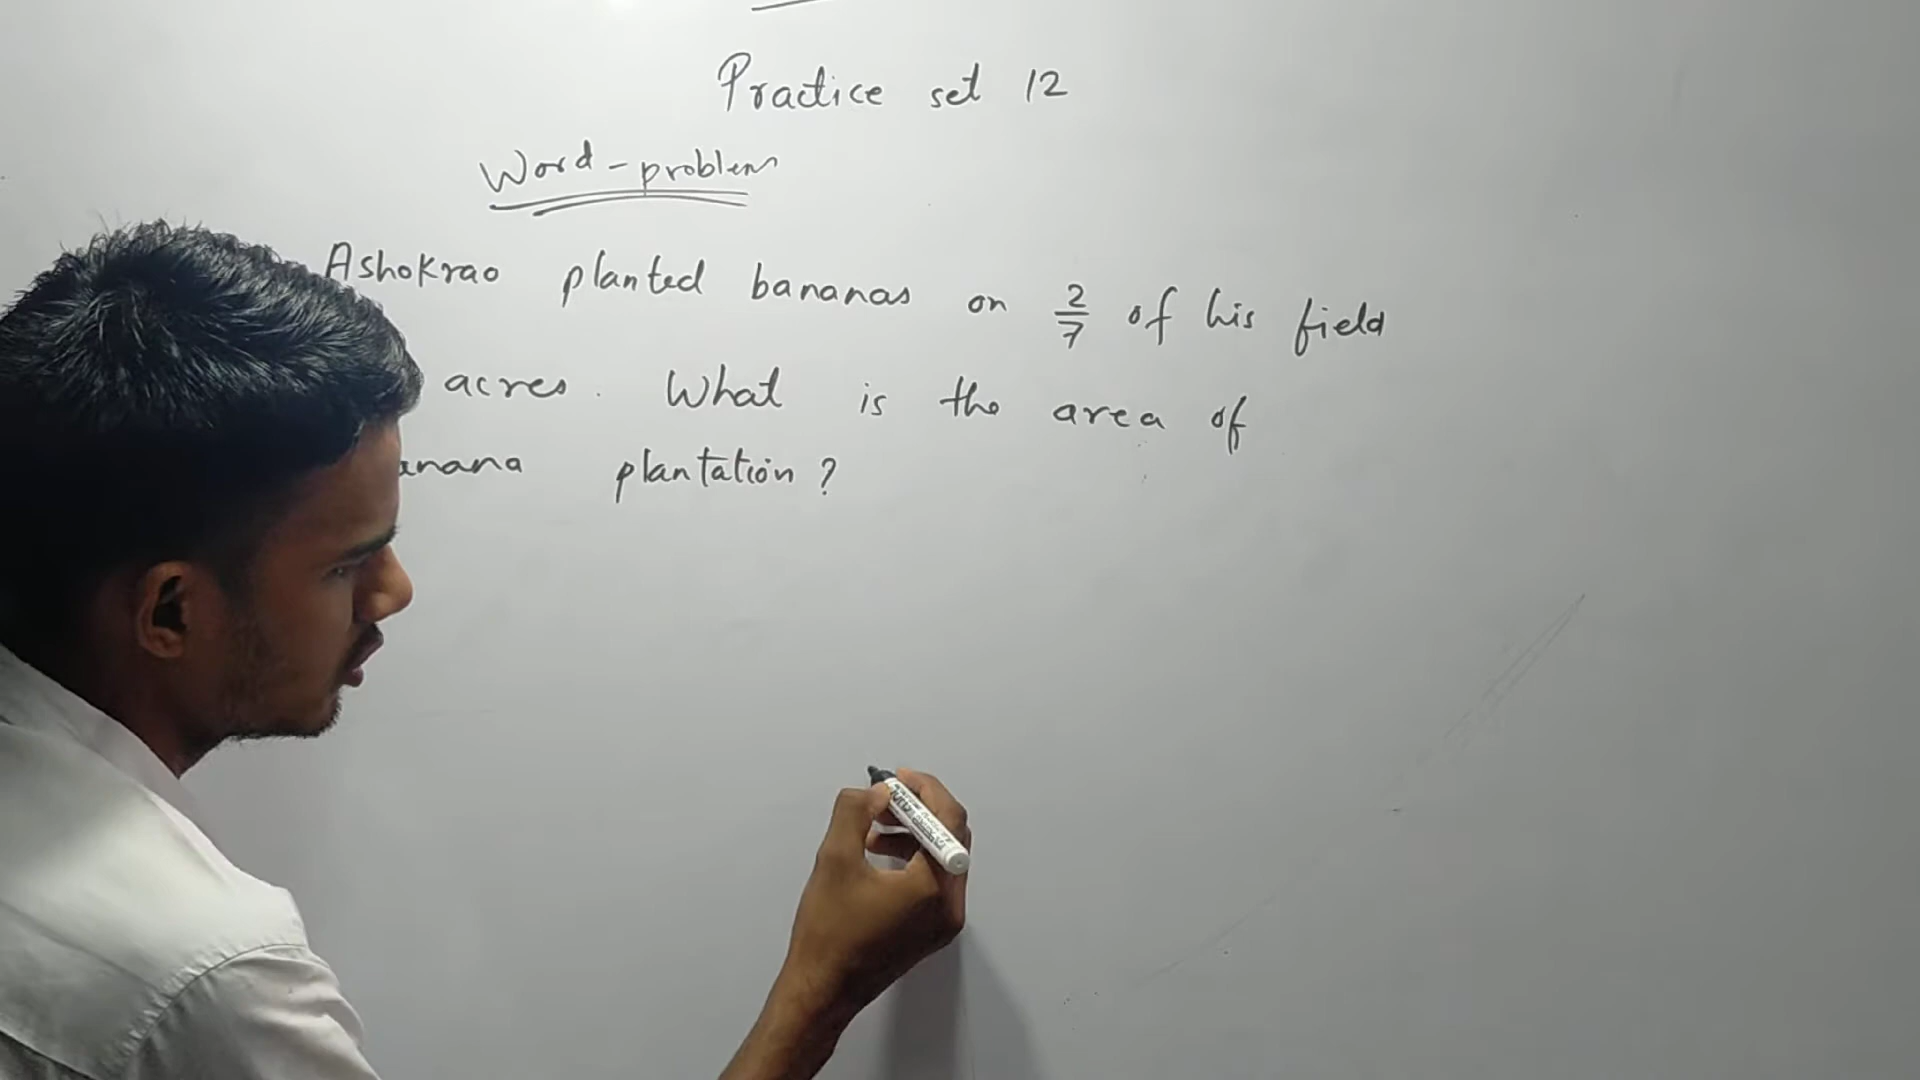 Practice set 12
Word-problem
Ashokrao planted bananas on 2/7 of his field
acres. What is the area of
anana plantation?